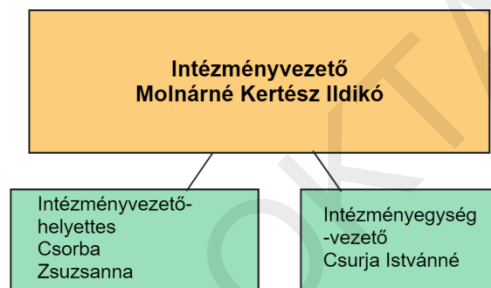 Intézményvezető
Molnárné Kertész Ildikó
Intézményvezető-
helyettes
Csorba
Zsuzsanna
Intézményegység
-vezető
Csurja Istvánné